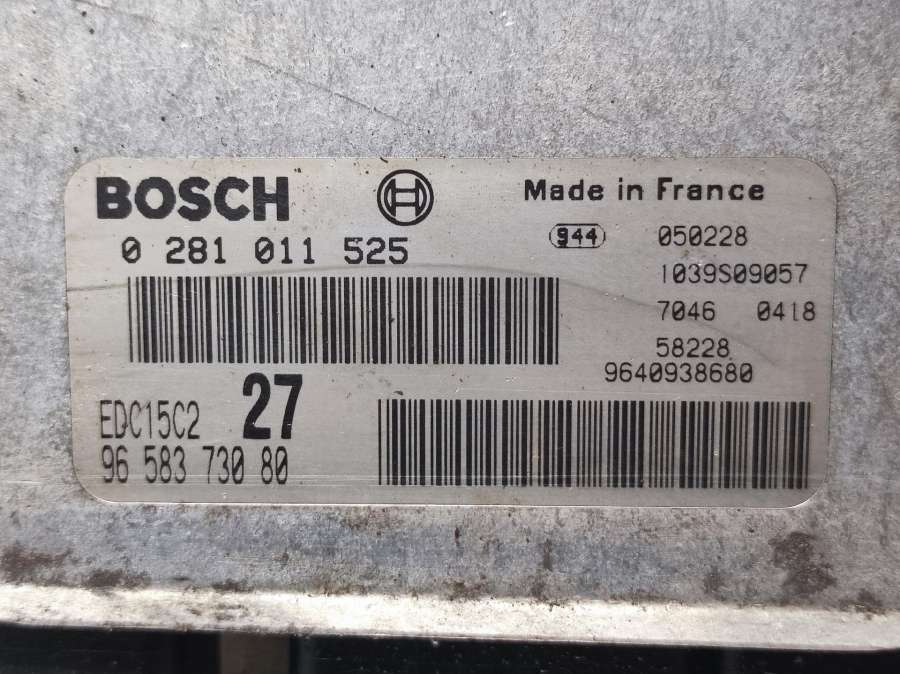 BOSCH
Made in France
0 281 011 525
944 050228
1039S09057
7046 0418
58228
9640938680
EDC15C2 27
96 583 730 80